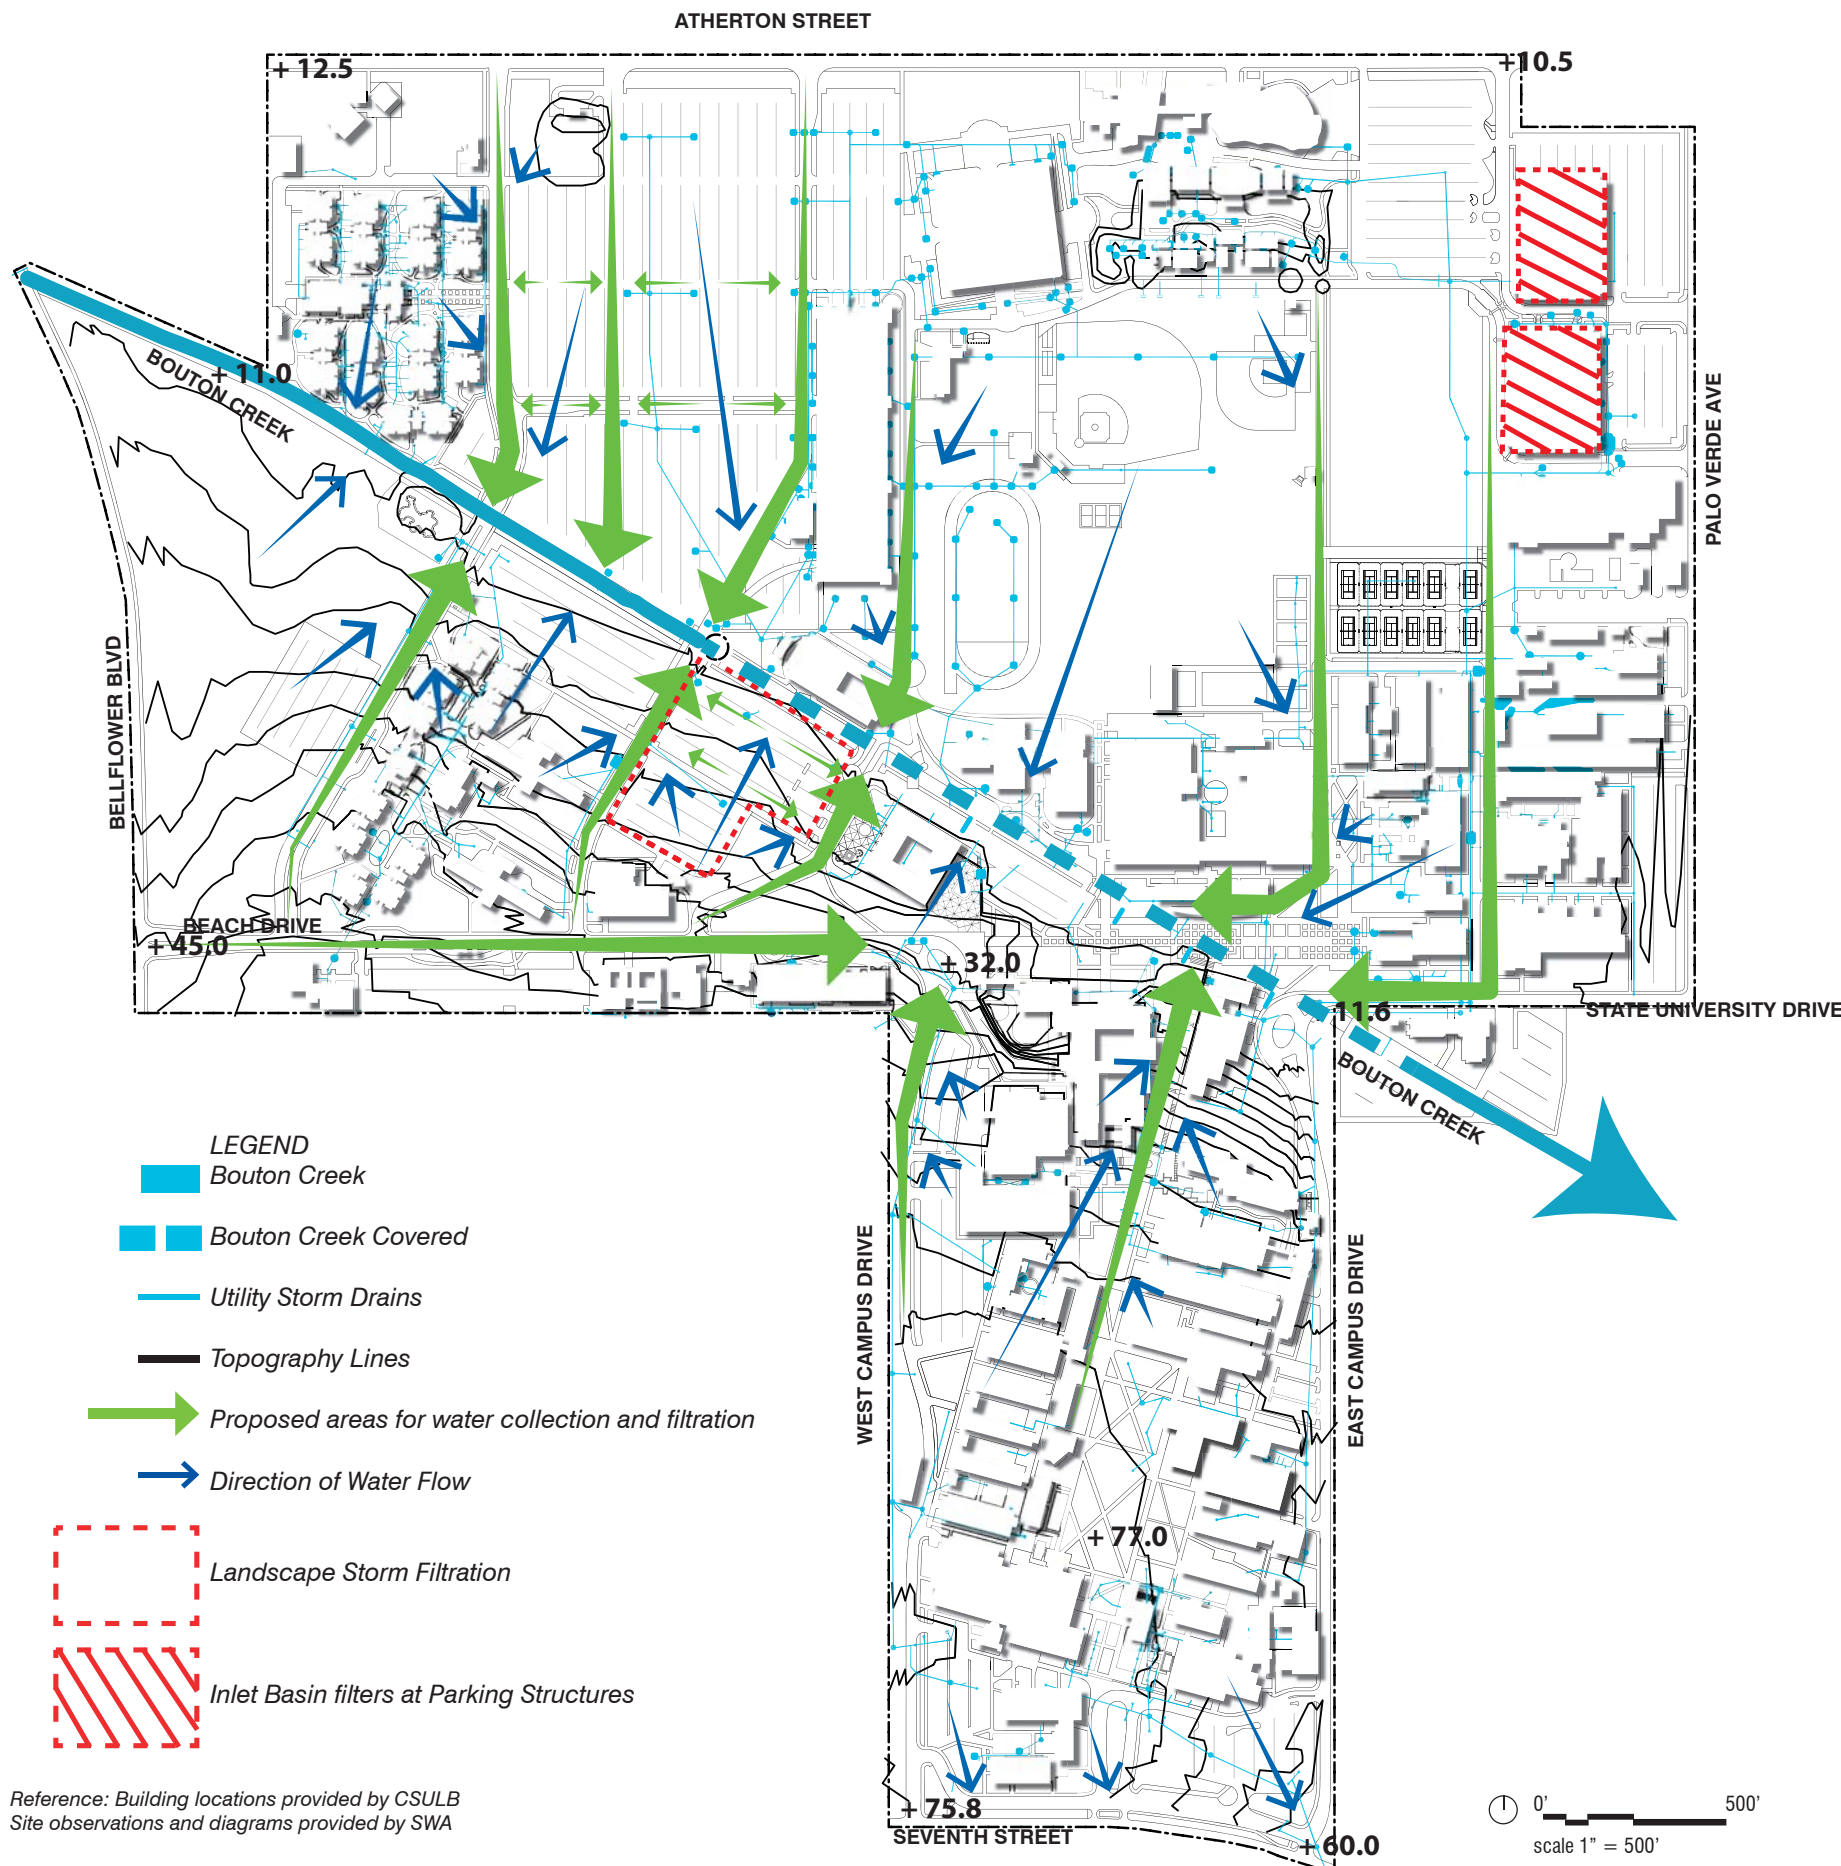 ATHERTON STREET
+ 12.5
+10.5
BOUTON CREEK
+ 11.0
PALO VERDE AVE
BELLFLOWER BLVD
BEACH DRIVE
+ 45.0
+ 32.0
11.6
STATE UNIVERSITY DRIVE
BOUTON CREEK
LEGEND
Bouton Creek
Bouton Creek Covered
Utility Storm Drains
Topography Lines
Proposed areas for water collection and filtration
Direction of Water Flow
Landscape Storm Filtration
Inlet Basin filters at Parking Structures
WEST CAMPUS DRIVE
EAST CAMPUS DRIVE
+ 77.0
+ 75.8
SEVENTH STREET
+ 60.0
Reference: Building locations provided by CSULB
Site observations and diagrams provided by SWA
0' 500'
scale 1" = 500'